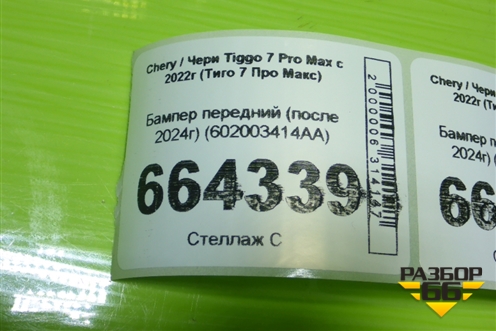 Chery / Чери Tiggo 7 Pro Max с
2022г (Тиго 7 Про Макс)
Бампер передний (после
2024г) (602003414AA)
664339
Стеллаж С
Chery / Чери
2022г (Ти
Бампер п
2024г) (
66
С
РАЗБОР
66